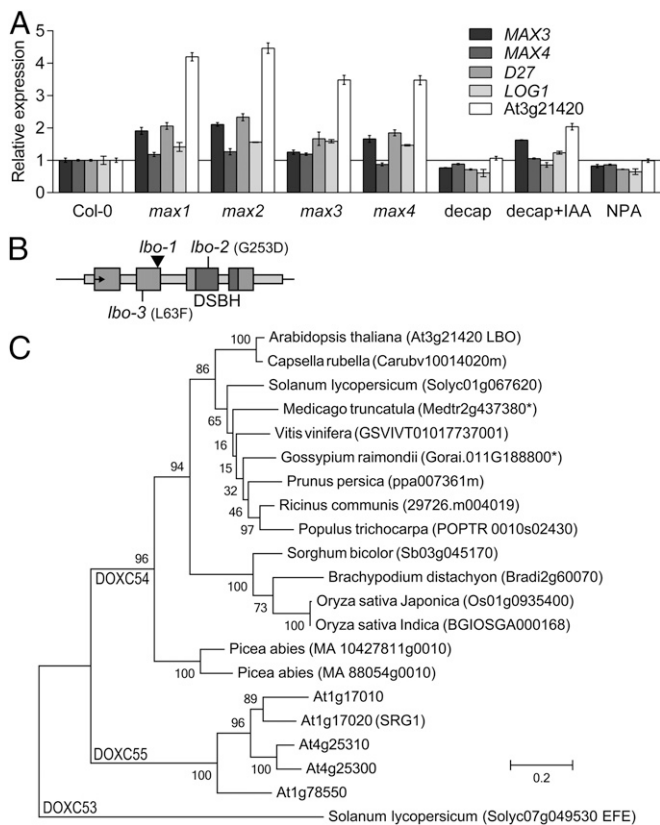 A
Relative expression
5
4
3
2
1
0
MAX3
MAX4
D27
LOG1
At3g21420
Col-0 max1 max2 max3 max4 decap decap+IAA NPA
B
lbo-1
lbo-2 (G253D)
DSBH
lbo-3 (L63F)
C
100 Arabidopsis thaliana (At3g21420 LBO)
Capsella rubella (Carubv10014020m)
86
Solanum lycopersicum (Solyc01g067620)
65 Medicago truncatula (Medtr2g437380*)
16 Vitis vinifera (GSVIVT01017737001)
15 Gossypium raimondii (Gorai.011G188800*)
94
32 Prunus persica (ppa007361m)
46 Ricinus communis (29726.m004019)
97 Populus trichocarpa (POPTR 0010s02430)
96
DOXC54
Sorghum bicolor (Sb03g045170)
100 Brachypodium distachyon (Bradi2g60070)
73 Oryza sativa Japonica (Os01g0935400)
100 Oryza sativa Indica (BGIOSGA000168)
Picea abies (MA 10427811g0010)
100 Picea abies (MA 88054g0010)
89 At1g17010
96 At1g17020 (SRG1)
At4g25310
DOXC55
100 At4g25300
100 At1g78550
0.2
DOXC53
Solanum lycopersicum (Solyc07g049530 EFE)